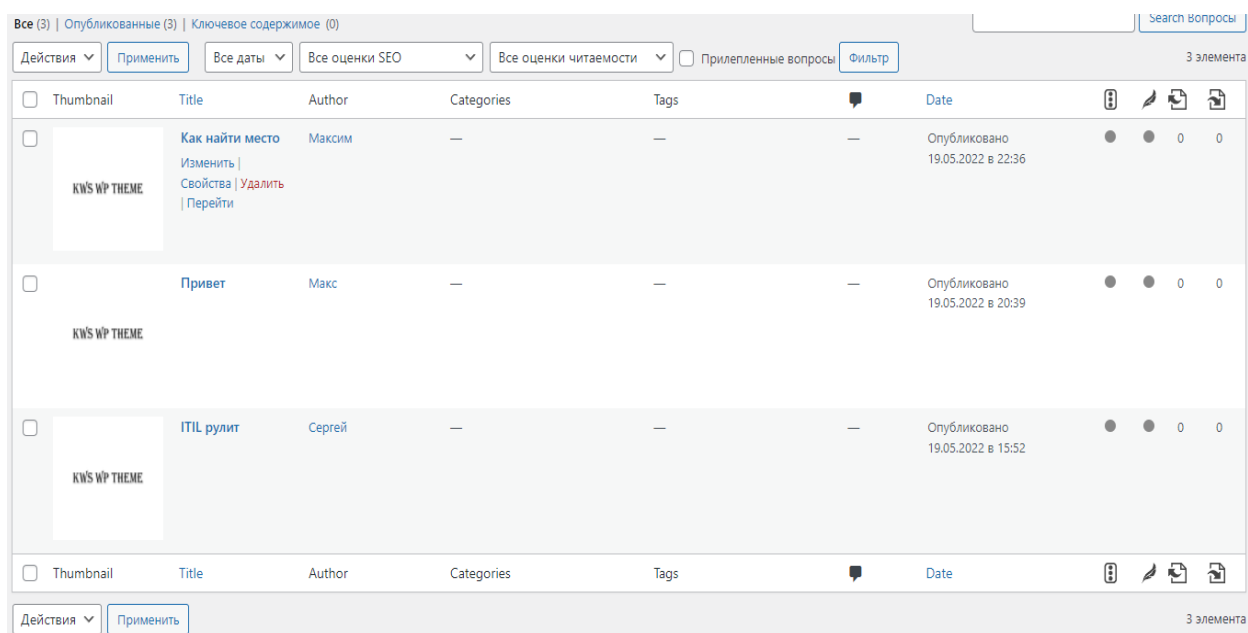 Все (3) | Опубликованные (3) | Ключевое содержимое (0) Search Вопросы
Действия Применить Все даты Все оценки SEO Все оценки читаемости Прилепленные вопросы Фильтр 3 элемента
Thumbnail Title Author Categories Tags Date
Как найти место Максим — — — Опубликовано 0 0
Изменить | 19.05.2022 в 22:36
Свойства | Удалить
KWS WP THEME
| Перейти
Привет Макс — — — Опубликовано 0 0
19.05.2022 в 20:39
KWS WP THEME
ITIL рулит Сергей — — — Опубликовано 0 0
19.05.2022 в 15:52
KWS WP THEME
Thumbnail Title Author Categories Tags Date
Действия Применить 3 элемента